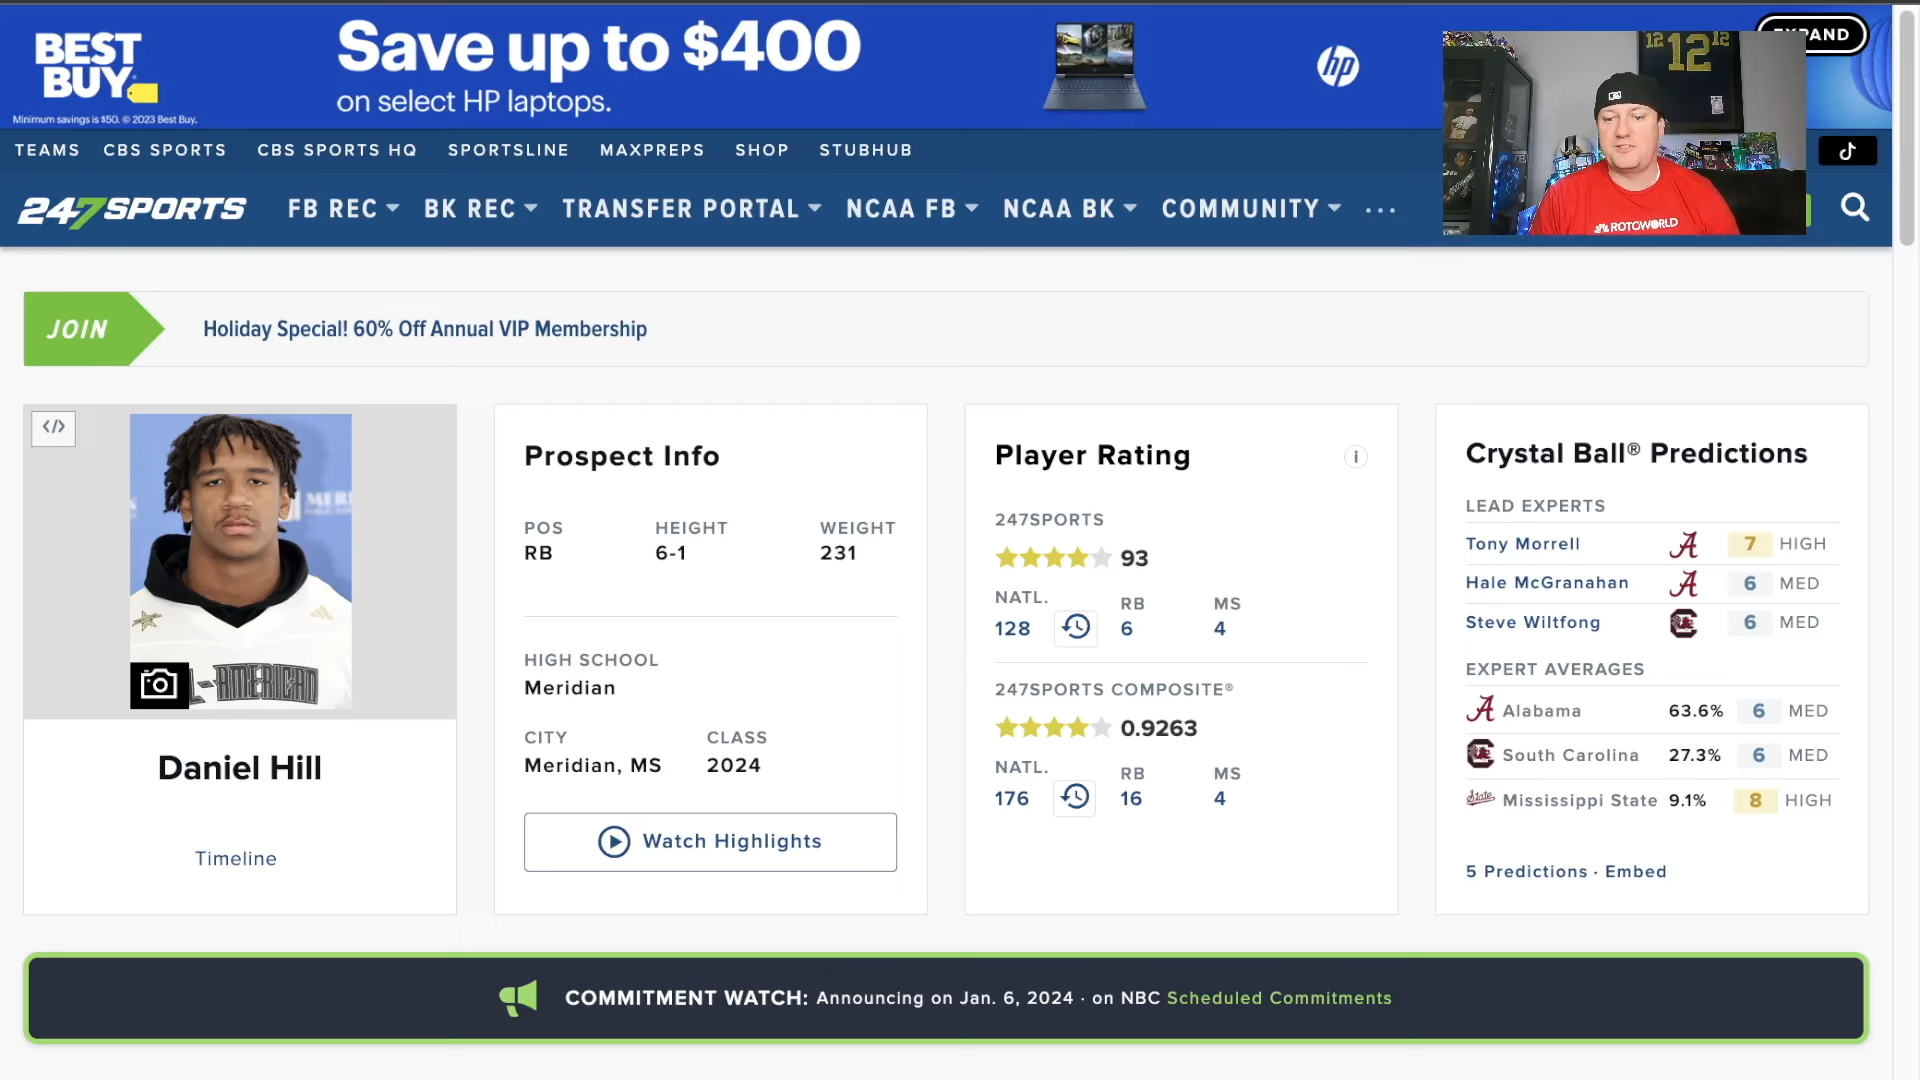 BEST
BUY
Minimum savings is $50. © 2023 Best Buy.
Save up to $400
on select HP laptops.
hp
EXPAND
12 12 12
ROTOWORLD
TEAMS CBS SPORTS CBS SPORTS HQ SPORTSLINE MAXPREPS SHOP STUBHUB
247SPORTS FB REC BK REC TRANSFER PORTAL NCAA FB NCAA BK COMMUNITY ...
JOIN
Holiday Special! 60% Off Annual VIP Membership
</>
L-AMERICAN
Daniel Hill
Timeline
Prospect Info
POS HEIGHT WEIGHT
RB 6-1 231
HIGH SCHOOL
Meridian
CITY CLASS
Meridian, MS 2024
Watch Highlights
Player Rating
i
247SPORTS
93
NATL. RB MS
128 6 4
247SPORTS COMPOSITE®
0.9263
NATL. RB MS
176 16 4
Crystal Ball® Predictions
LEAD EXPERTS
Tony Morrell A 7 HIGH
Hale McGranahan A 6 MED
Steve Wiltfong C 6 MED
EXPERT AVERAGES
A Alabama 63.6% 6 MED
C South Carolina 27.3% 6 MED
State Mississippi State 9.1% 8 HIGH
5 Predictions · Embed
COMMITMENT WATCH: Announcing on Jan. 6, 2024 · on NBC Scheduled Commitments